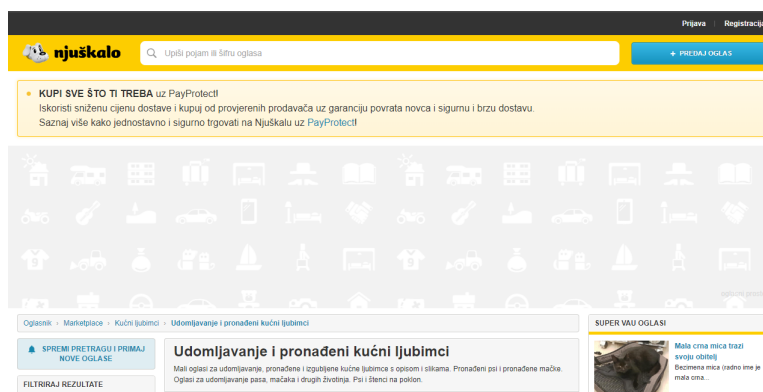 Prijava Registracija
njuškalo Upiši pojam ili šifru oglasa + PREDAJ OGLAS
KUPI SVE ŠTO TI TREBA uz PayProtect!
Iskoristi sniženu cijenu dostave i kupuj od provjerenih prodavača uz garanciju povrata novca i sigurnu i brzu dostavu.
Saznaj više kako jednostavno i sigurno trgovati na Njuškalu uz PayProtect!
9 9
Oglasnik › Marketplace › Kućni ljubimci › Udomljavanje i pronađeni kućni ljubimci
SPREMI PRETRAGU I PRIMAJ
NOVE OGLASE
FILTRIRAJ REZULTATE
Udomljavanje i pronađeni kućni ljubimci
Mali oglasi za udomljavanje, pronađene i izgubljene kućne ljubimce s opisom i slikama. Pronađeni psi i pronađene mačke.
Oglasi za udomljavanje pasa, mačaka i drugih životinja. Psi i štenci na poklon.
SUPER VAU OGLASI
Mala crna mica trazi
svoju obitelj
Bezimena mica (radno ime je
mala crna...